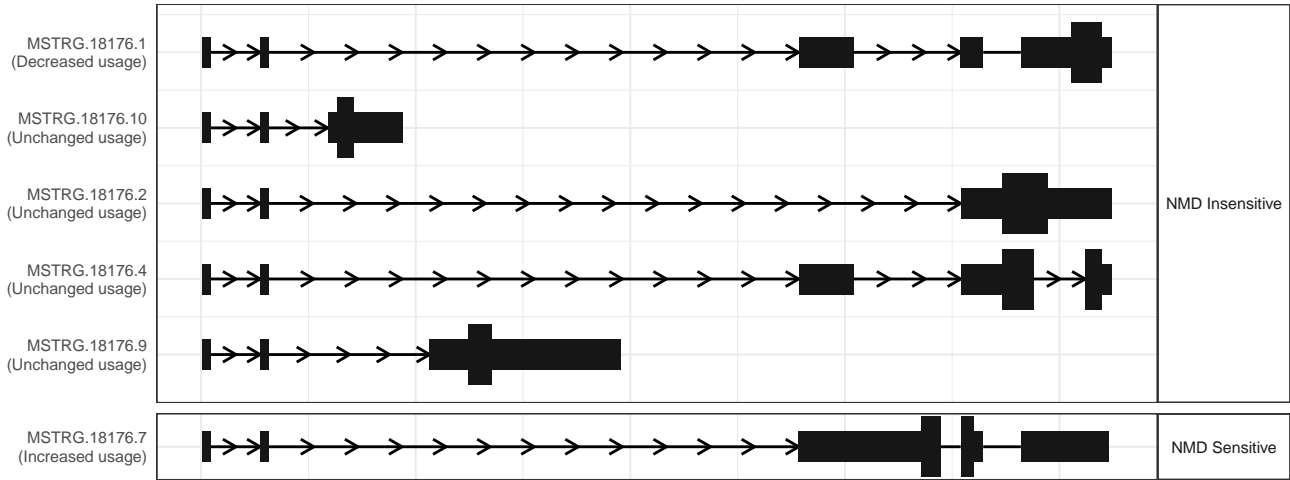 MSTRG.18176.1
(Decreased usage)
MSTRG.18176.10
(Unchanged usage)
MSTRG.18176.2
(Unchanged usage)
NMD Insensitive
MSTRG.18176.4
(Unchanged usage)
MSTRG.18176.9
(Unchanged usage)
MSTRG.18176.7
(Increased usage)
NMD Sensitive